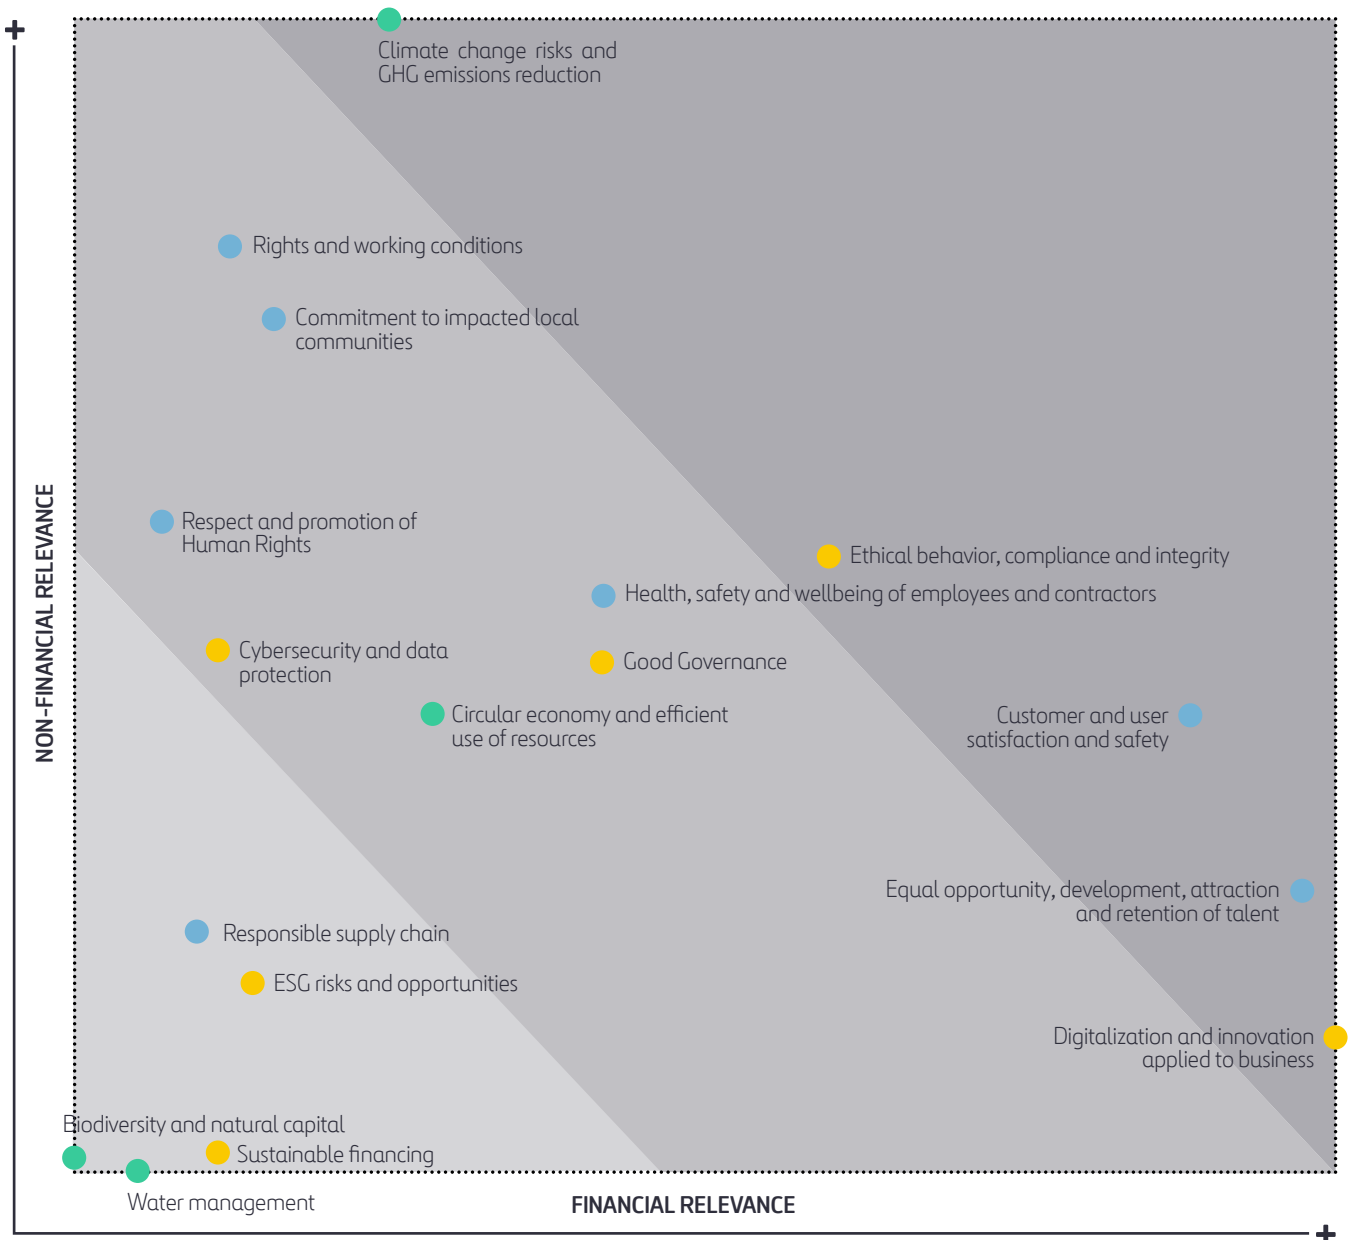 Climate change risks and
GHG emissions reduction
Rights and working conditions
Commitment to impacted local
communities
Respect and promotion of
Human Rights
Ethical behavior, compliance and integrity
Health, safety and wellbeing of employees and contractors
Cybersecurity and data
protection
Good Governance
Circular economy and efficient
use of resources
Customer and user
satisfaction and safety
Equal opportunity, development, attraction
and retention of talent
Responsible supply chain
ESG risks and opportunities
Digitalization and innovation
applied to business
Biodiversity and natural capital
Sustainable financing
Water management
NON-FINANCIAL RELEVANCE
FINANCIAL RELEVANCE